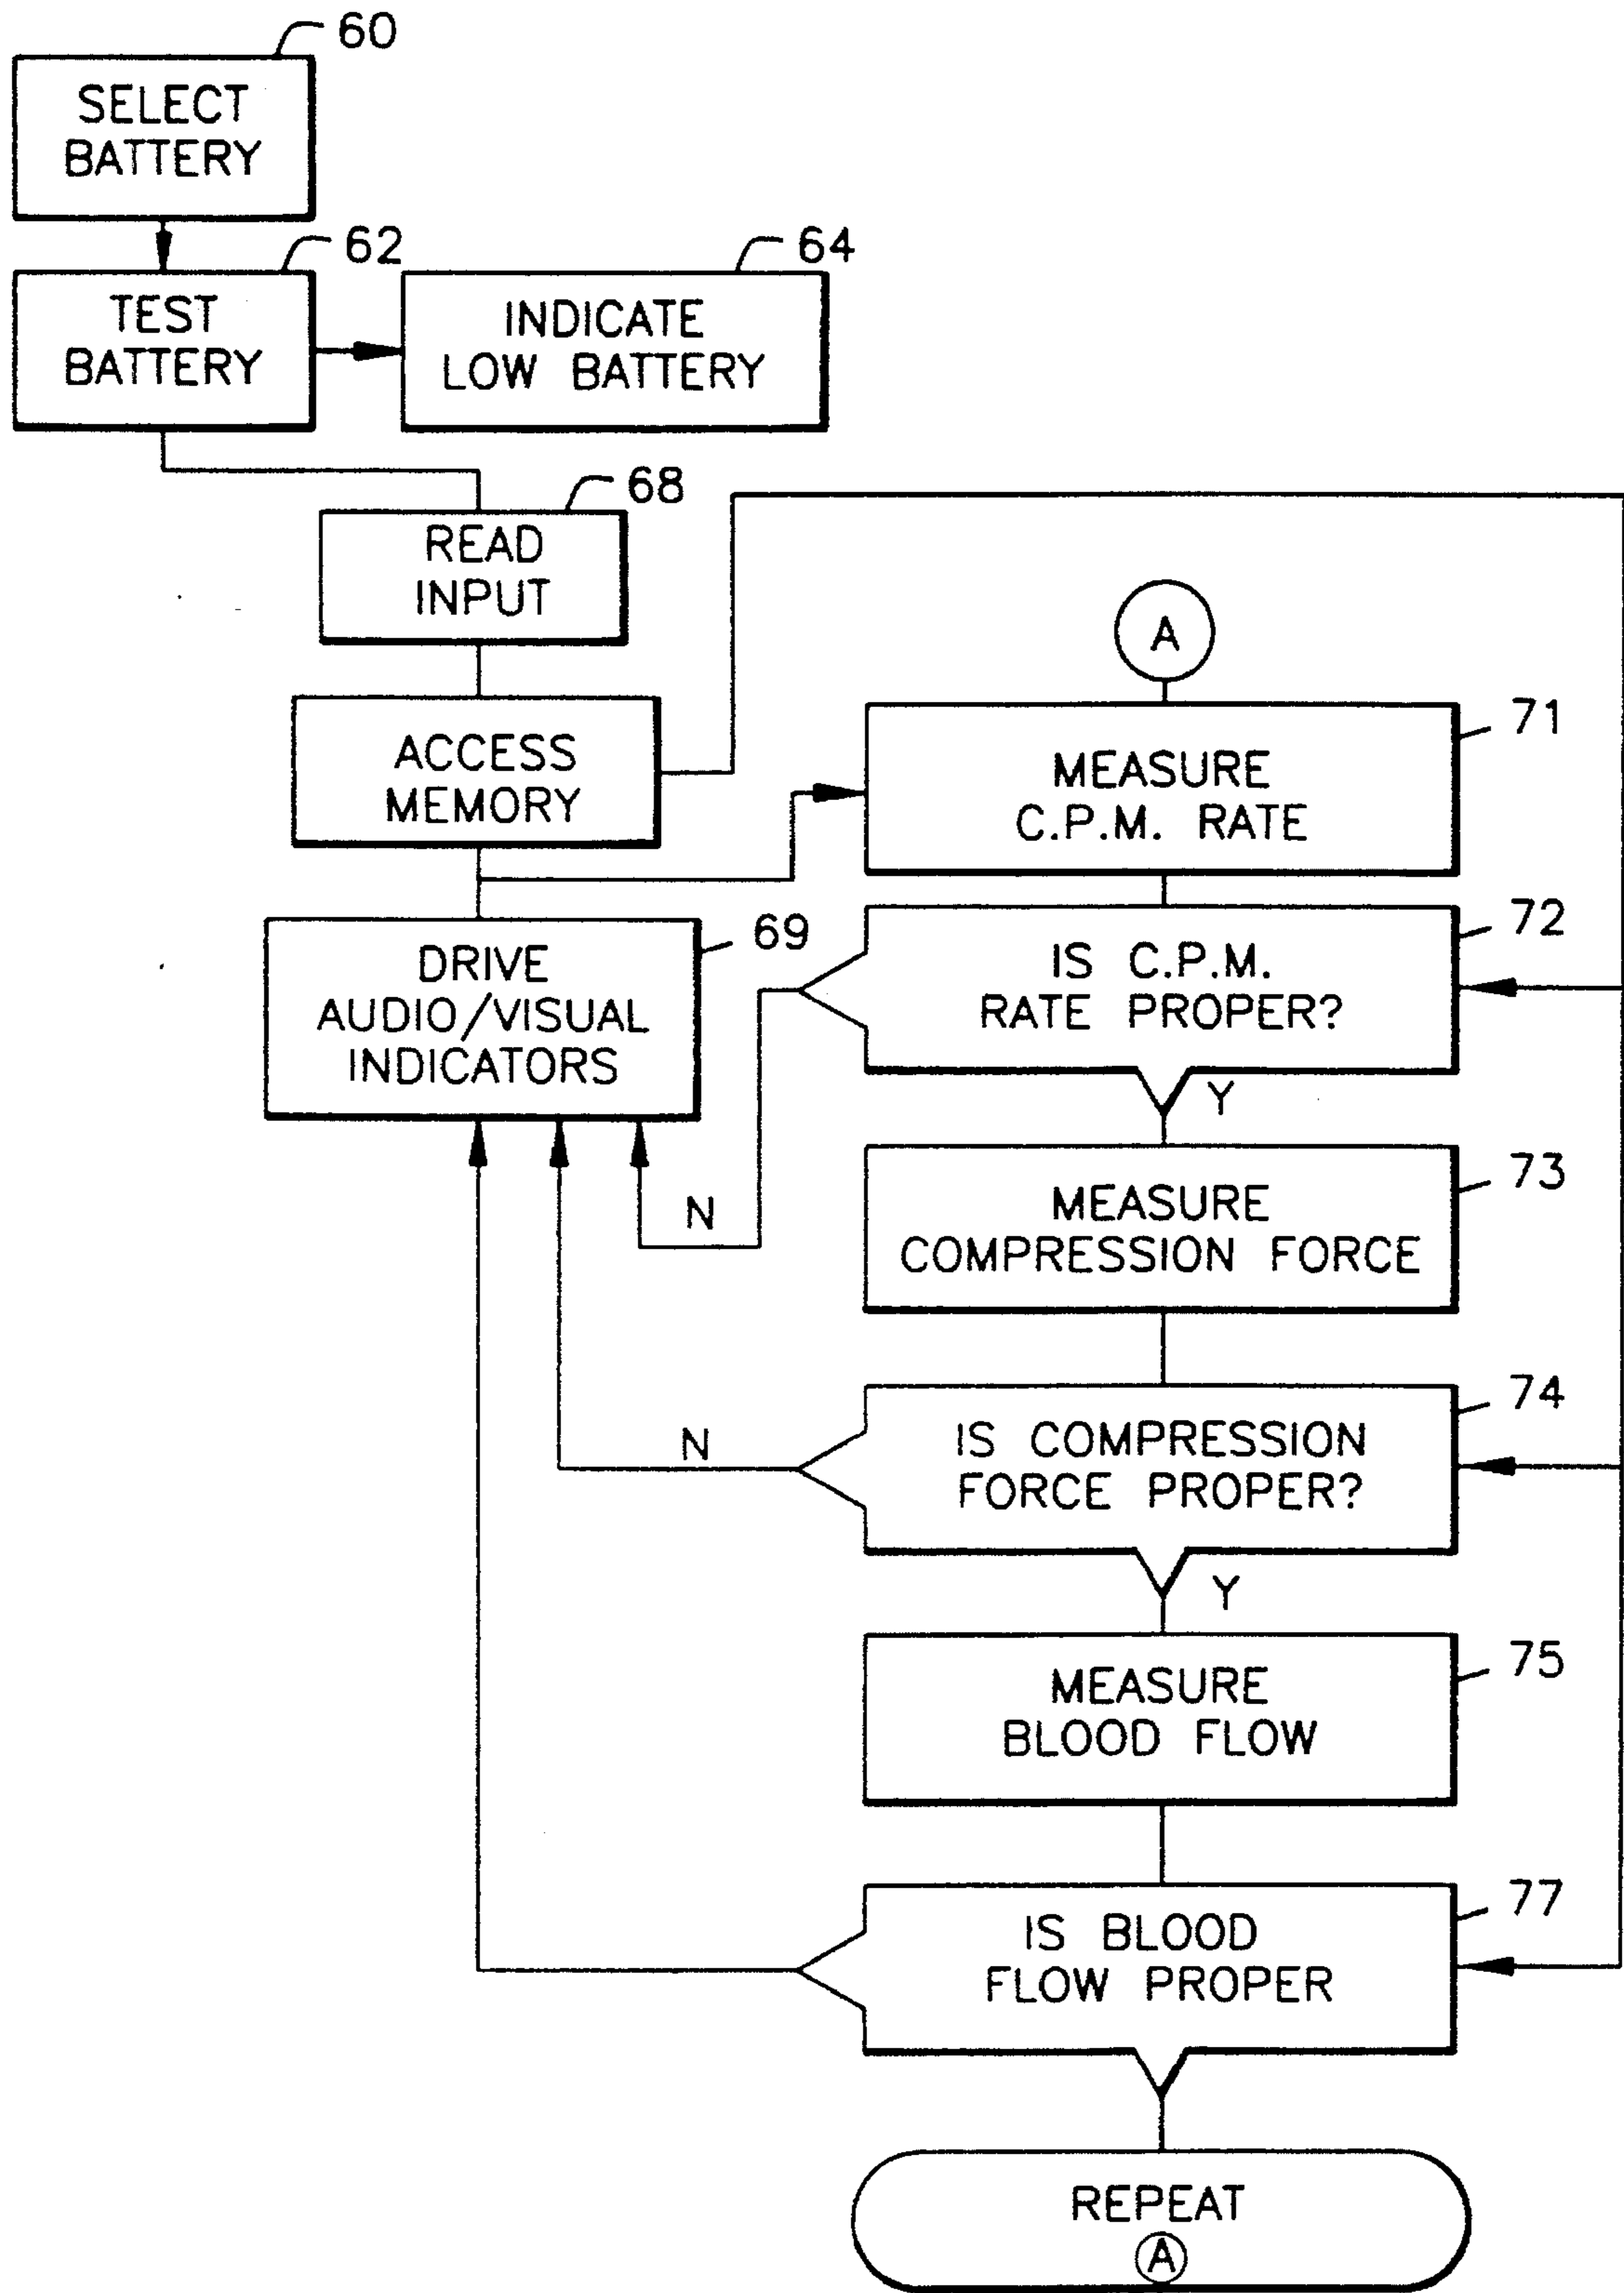 60
SELECT
BATTERY
62
TEST
BATTERY
64
INDICATE
LOW BATTERY
68
READ
INPUT
ACCESS
MEMORY
69
DRIVE
AUDIO/VISUAL
INDICATORS
A
71
MEASURE
C.P.M. RATE
72
IS C.P.M.
RATE PROPER?
N
Y
73
MEASURE
COMPRESSION FORCE
74
IS COMPRESSION
FORCE PROPER?
N
Y
75
MEASURE
BLOOD FLOW
77
IS BLOOD
FLOW PROPER
REPEAT
A